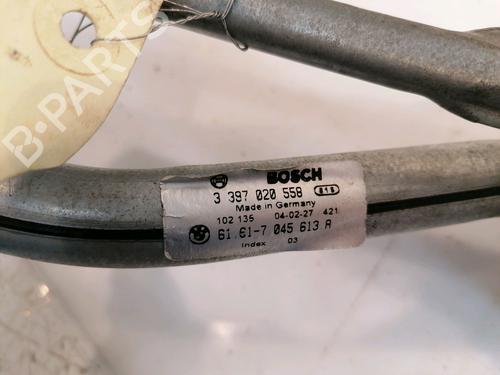 B-PARTS
BOSCH
3 397 020 558
Made in Germany
102 135 04-02-27 421
61.61-7 045 613 A
Index 03